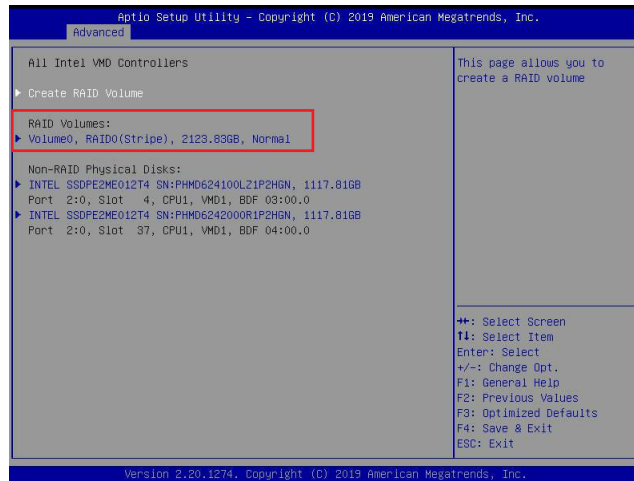 Aptio Setup Utility – Copyright (C) 2019 American Megatrends, Inc.
Advanced
All Intel VMD Controllers
Create RAID Volume
RAID Volumes:
Volume0, RAID0(Stripe), 2123.83GB, Normal
Non-RAID Physical Disks:
INTEL SSDPE2ME012T4 SN:PHMD624100LZ1P2HGN, 1117.81GB
Port 2:0, Slot 4, CPU1, VMD1, BDF 03:00.0
INTEL SSDPE2ME012T4 SN:PHMD6242000R1P2HGN, 1117.81GB
Port 2:0, Slot 37, CPU1, VMD1, BDF 04:00.0
This page allows you to
create a RAID volume
→←: Select Screen
↑↓: Select Item
Enter: Select
+/-: Change Opt.
F1: General Help
F2: Previous Values
F3: Optimized Defaults
F4: Save & Exit
ESC: Exit
Version 2.20.1274. Copyright (C) 2019 American Megatrends, Inc.